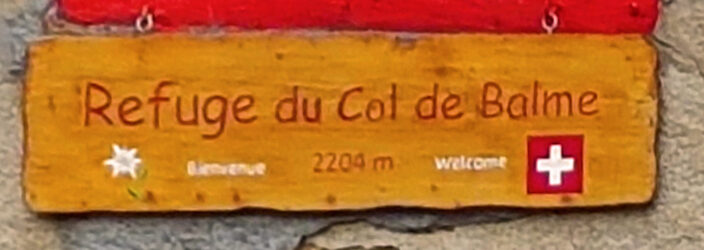 Refuge du Col de Balme
Bienvenue 2204 m Welcome